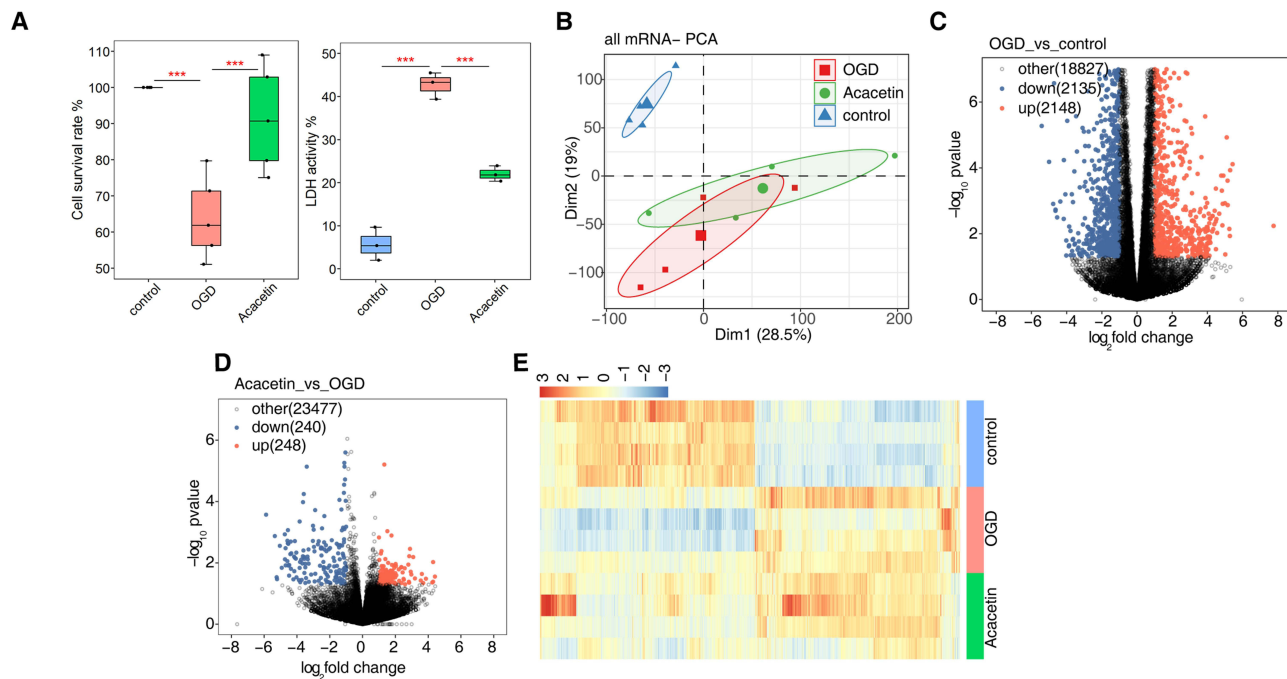 A
Cell survival rate %
110
100
90
80
70
60
50
***
***
control
OGD
Acacetin
LDH activity %
50
40
30
20
10
0
***
***
control
OGD
Acacetin
B
all mRNA- PCA
OGD
Acacetin
control
Dim2 (19%)
100
50
0
-50
-100
-100
0
100
200
Dim1 (28.5%)
C
OGD_vs_control
other(18827)
down(2135)
up(2148)
-log10 pvalue
6
4
2
0
-8 -6 -4 -2 0 2 4 6 8
log2fold change
D
Acacetin_vs_OGD
other(23477)
down(240)
up(248)
-log10 pvalue
6
4
2
0
-8 -6 -4 -2 0 2 4 6 8
log2fold change
E
3 2 1 0 -1 -2 -3
control
OGD
Acacetin